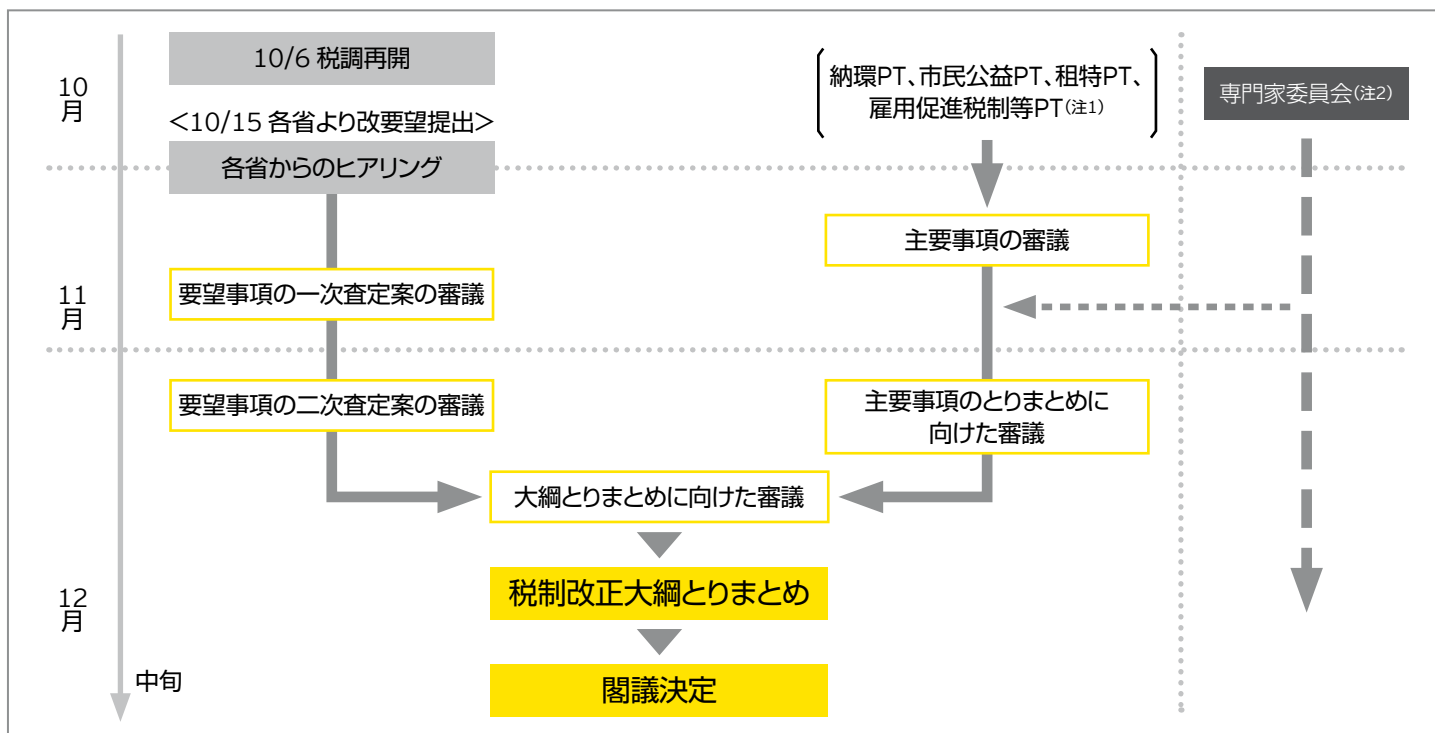 10
月
10/6 税調再開
<10/15 各省より改要望提出>
各省からのヒアリング
納環PT、市民公益PT、租特PT、
雇用促進税制等PT(注1)
専門家委員会(注2)
主要事項の審議
11
月
要望事項の一次査定案の審議
要望事項の二次査定案の審議
主要事項のとりまとめに
向けた審議
大綱とりまとめに向けた審議
12
月
税制改正大綱とりまとめ
中旬
閣議決定